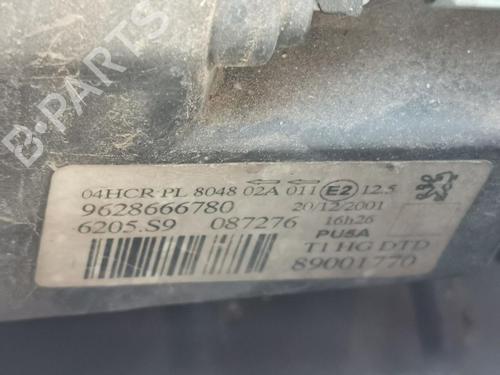 B-PARTS
04HCR PL 8048 02A 011 E2 12.5
9628666780 20/12/2001
6205.S9 087276 16h26
PU5A
T1 HG DTD
89001770